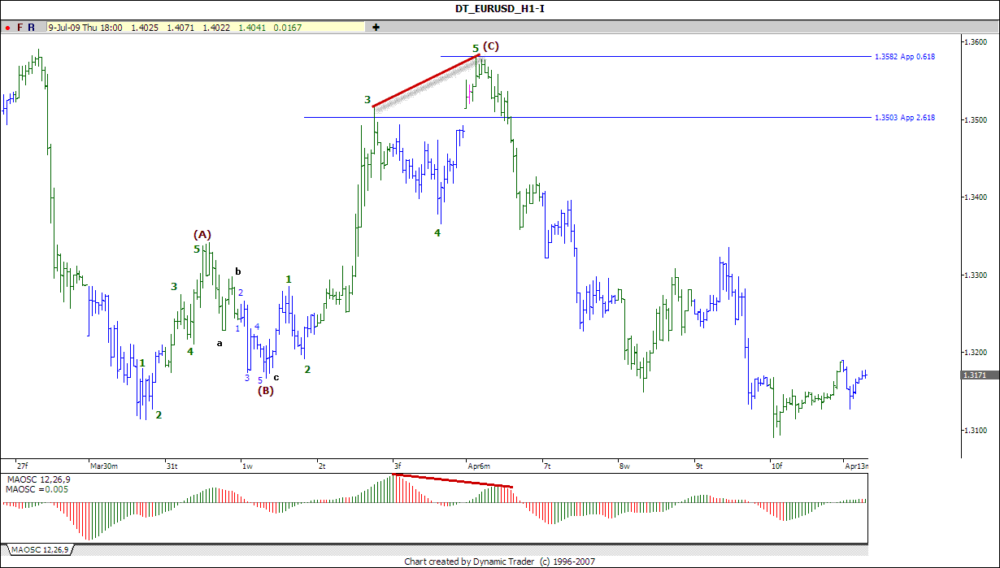 DT_EURUSD_H1-I
F R 9-Jul-09 Thu 18:00 1.4025 1.4071 1.4022 1.4041 0.0167
5 (C)
1.3600
1.3582 App 0.618
3
1.3503 App 2.618
1.3500
1.3400
4
(A)
5
b
1.3300
3
1
2
1
4
a
4
1.3200
1
2
3
5
c
1.3171
(B)
2
1.3100
27f Mar30m 31t 1w 2t 3f Apr6m 7t 8w 9t 10f Apr13m
MAOSC 12,26,9
MAOSC =0.005
MAOSC 12,26,9
Chart created by Dynamic Trader (c) 1996-2007